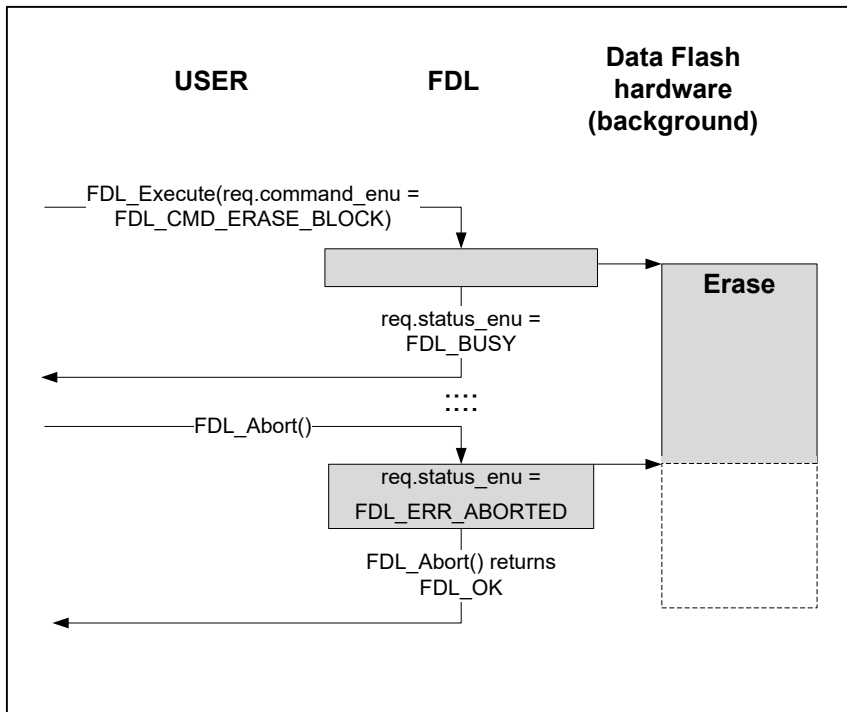 USER
FDL
Data Flash
hardware
(background)
FDL_Execute(req.command_enu =
FDL_CMD_ERASE_BLOCK)
Erase
req.status_enu =
FDL_BUSY
::::
FDL_Abort()
req.status_enu =
FDL_ERR_ABORTED
FDL_Abort() returns
FDL_OK